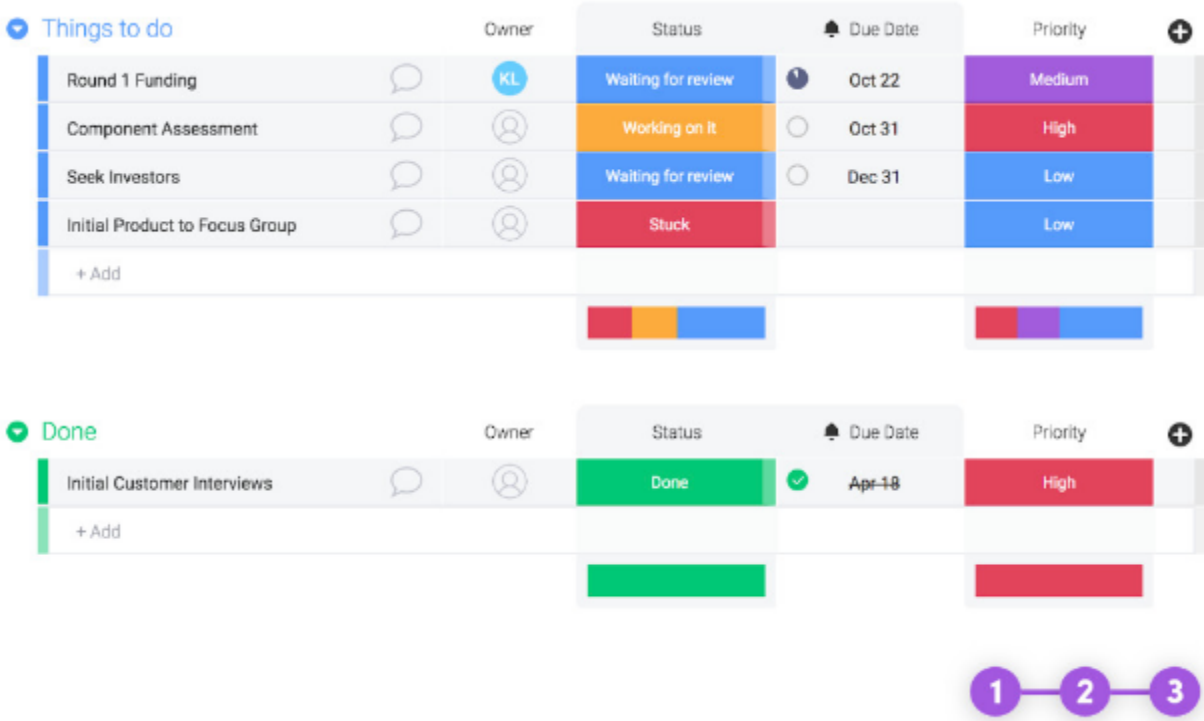 Things to do Owner Status Due Date Priority
Round 1 Funding KL Waiting for review Oct 22 Medium
Component Assessment Working on it Oct 31 High
Seek Investors Waiting for review Dec 31 Low
Initial Product to Focus Group Stuck Low
+ Add
Done Owner Status Due Date Priority
Initial Customer Interviews Done Apr 18 High
+ Add
1 2 3